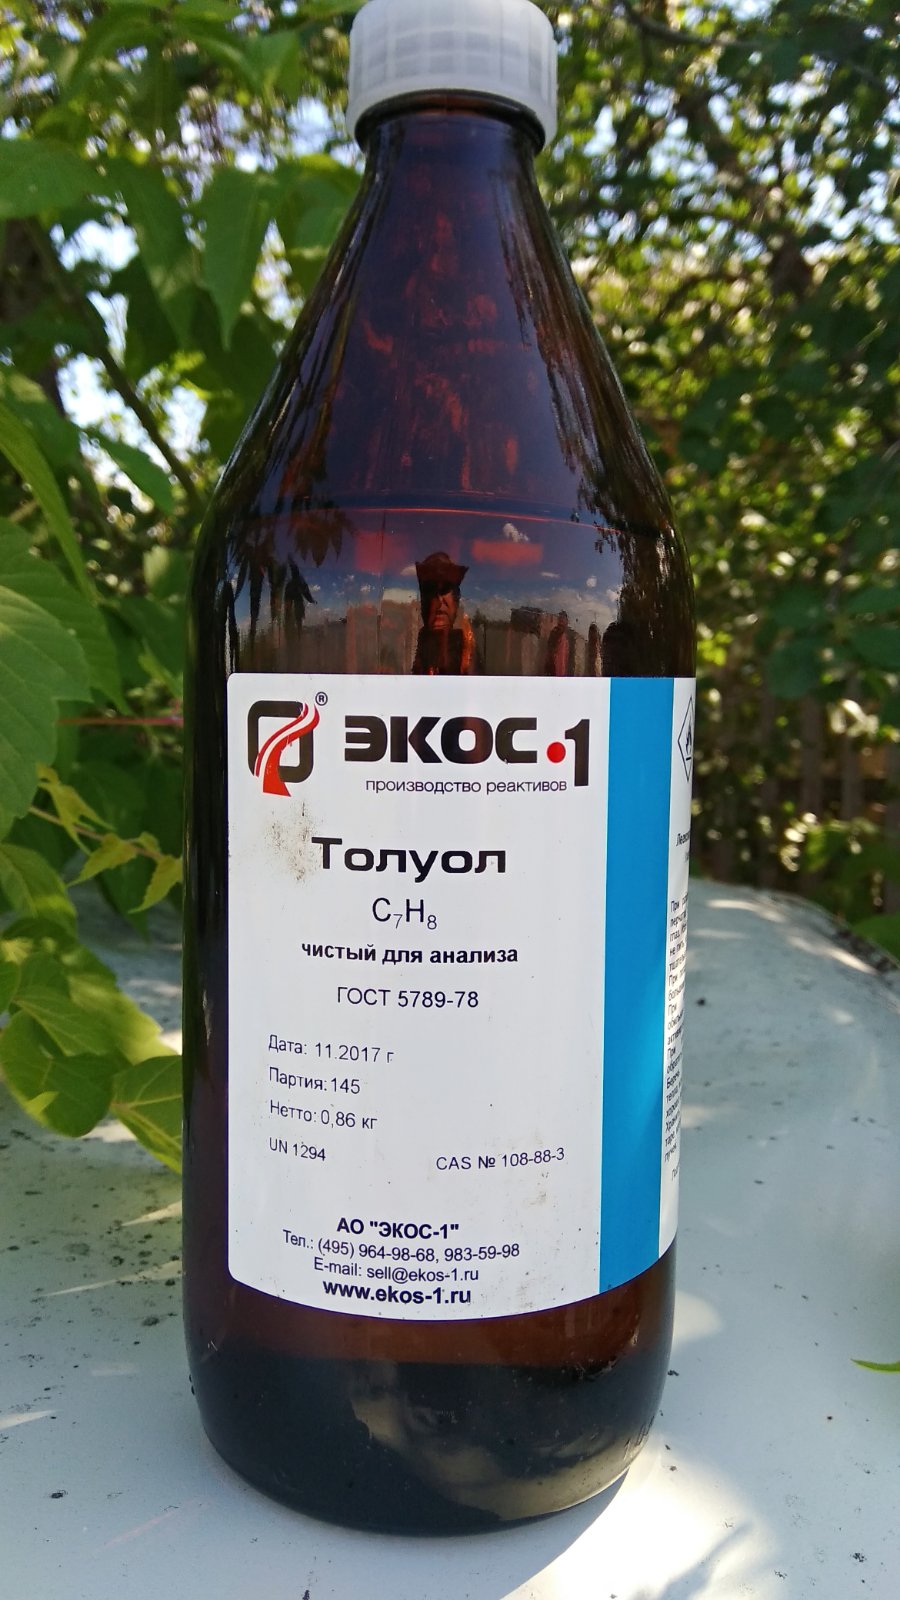 ®
ЭКОС•1
производство реактивов
Толуол
C₇H₈
чистый для анализа
ГОСТ 5789-78
Дата: 11.2017 г
Партия: 145
Нетто: 0,86 кг
UN 1294
CAS № 108-88-3
АО "ЭКОС-1"
Тел.: (495) 964-98-68, 983-59-98
E-mail: sell@ekos-1.ru
www.ekos-1.ru